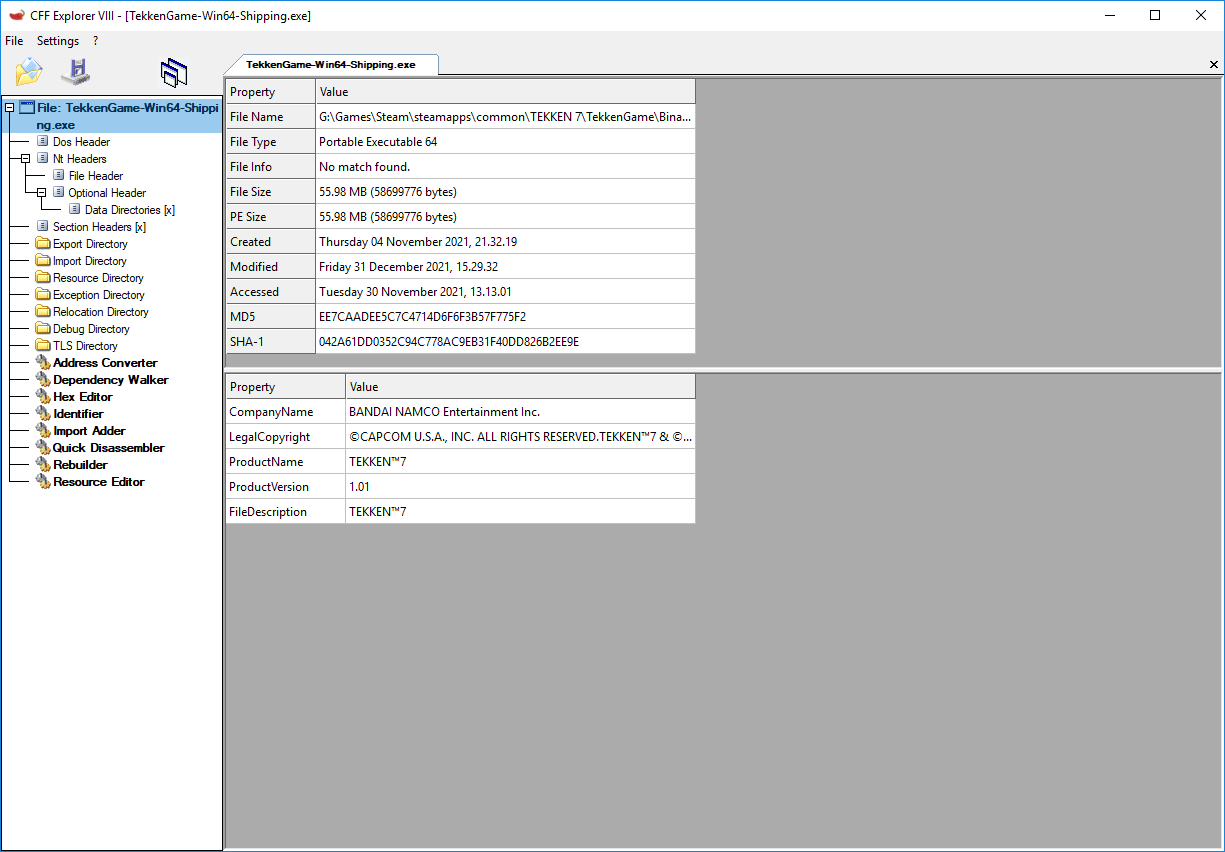 CFF Explorer VIII - [TekkenGame-Win64-Shipping.exe]
File Settings ?
TekkenGame-Win64-Shipping.exe
File: TekkenGame-Win64-Shippi
ng.exe
Dos Header
Nt Headers
File Header
Optional Header
Data Directories [x]
Section Headers [x]
Export Directory
Import Directory
Resource Directory
Exception Directory
Relocation Directory
Debug Directory
TLS Directory
Address Converter
Dependency Walker
Hex Editor
Identifier
Import Adder
Quick Disassembler
Rebuilder
Resource Editor
Property Value
File Name G:\Games\Steam\steamapps\common\TEKKEN 7\TekkenGame\Bina...
File Type Portable Executable 64
File Info No match found.
File Size 55.98 MB (58699776 bytes)
PE Size 55.98 MB (58699776 bytes)
Created Thursday 04 November 2021, 21.32.19
Modified Friday 31 December 2021, 15.29.32
Accessed Tuesday 30 November 2021, 13.13.01
MD5 EE7CAADEE5C7C4714D6F6F3B57F775F2
SHA-1 042A61DD0352C94C778AC9EB31F40DD826B2EE9E
Property Value
CompanyName BANDAI NAMCO Entertainment Inc.
LegalCopyright ©CAPCOM U.S.A., INC. ALL RIGHTS RESERVED.TEKKEN™7 & ©...
ProductName TEKKEN™7
ProductVersion 1.01
FileDescription TEKKEN™7